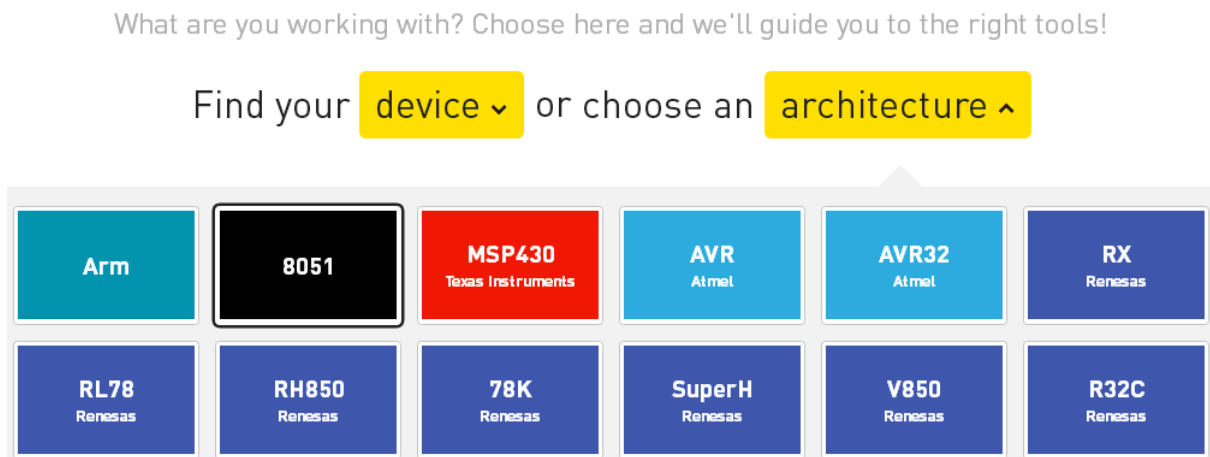 What are you working with? Choose here and we'll guide you to the right tools!
Find your device or choose an architecture
Arm
8051
MSP430
Texas Instruments
AVR
Atmel
AVR32
Atmel
RX
Renesas
RL78
Renesas
RH850
Renesas
78K
Renesas
SuperH
Renesas
V850
Renesas
R32C
Renesas